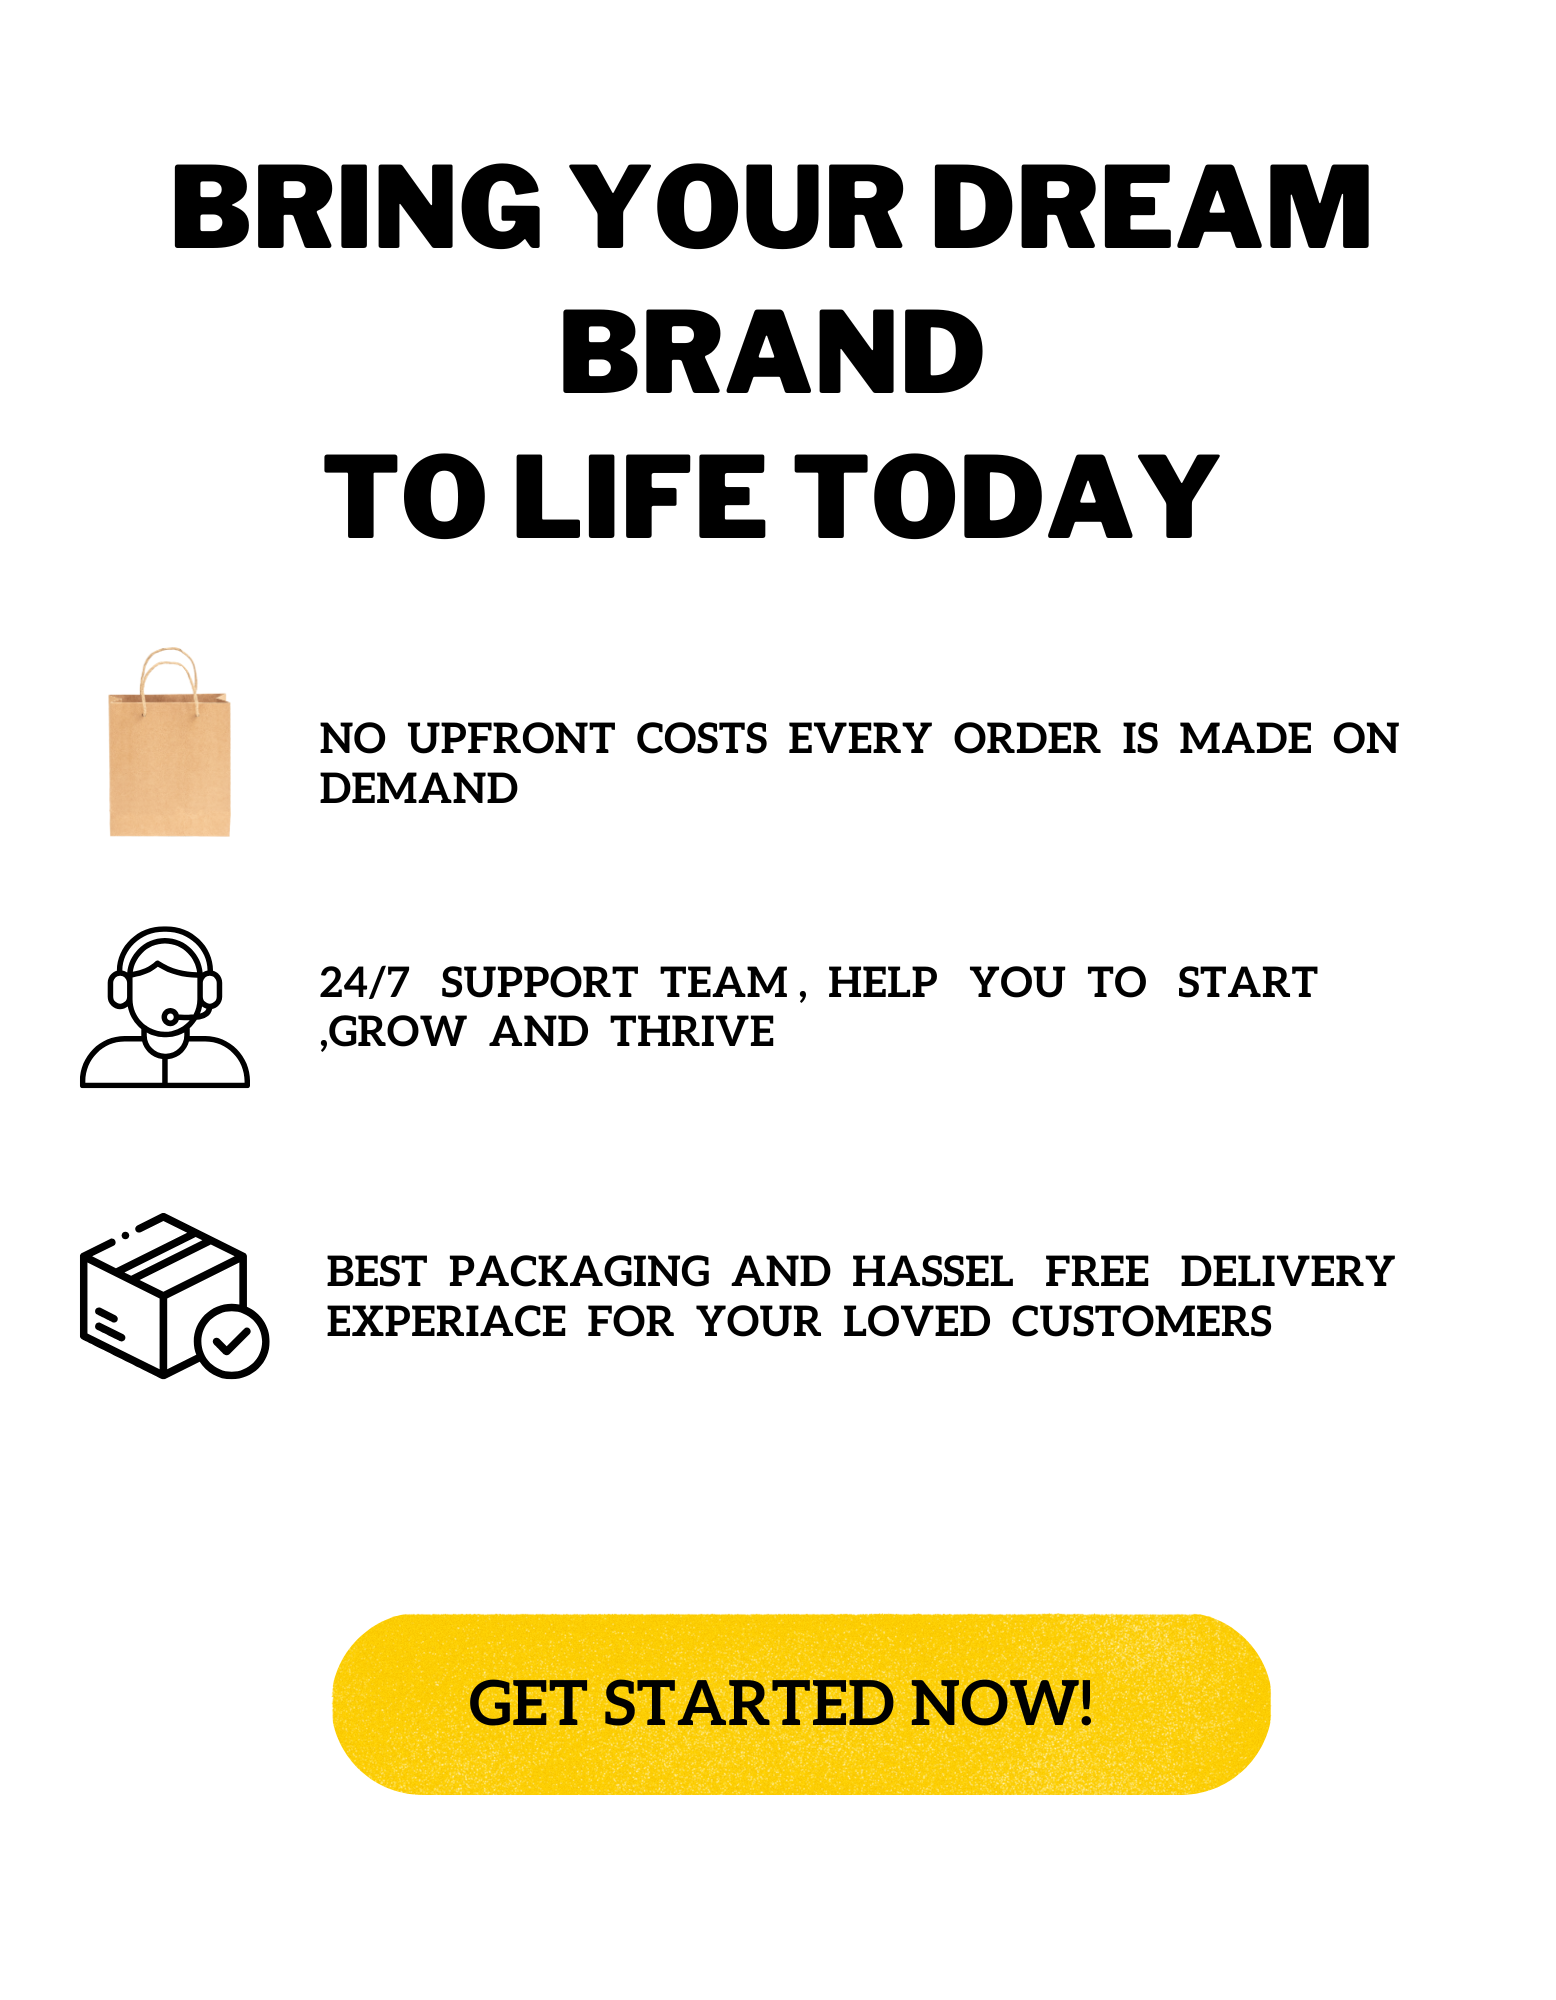 BRING YOUR DREAM
BRAND
TO LIFE TODAY
NO UPFRONT COSTS EVERY ORDER IS MADE ON
DEMAND
24/7 SUPPORT TEAM , HELP YOU TO START
,GROW AND THRIVE
BEST PACKAGING AND HASSEL FREE DELIVERY
EXPERIACE FOR YOUR LOVED CUSTOMERS
GET STARTED NOW!